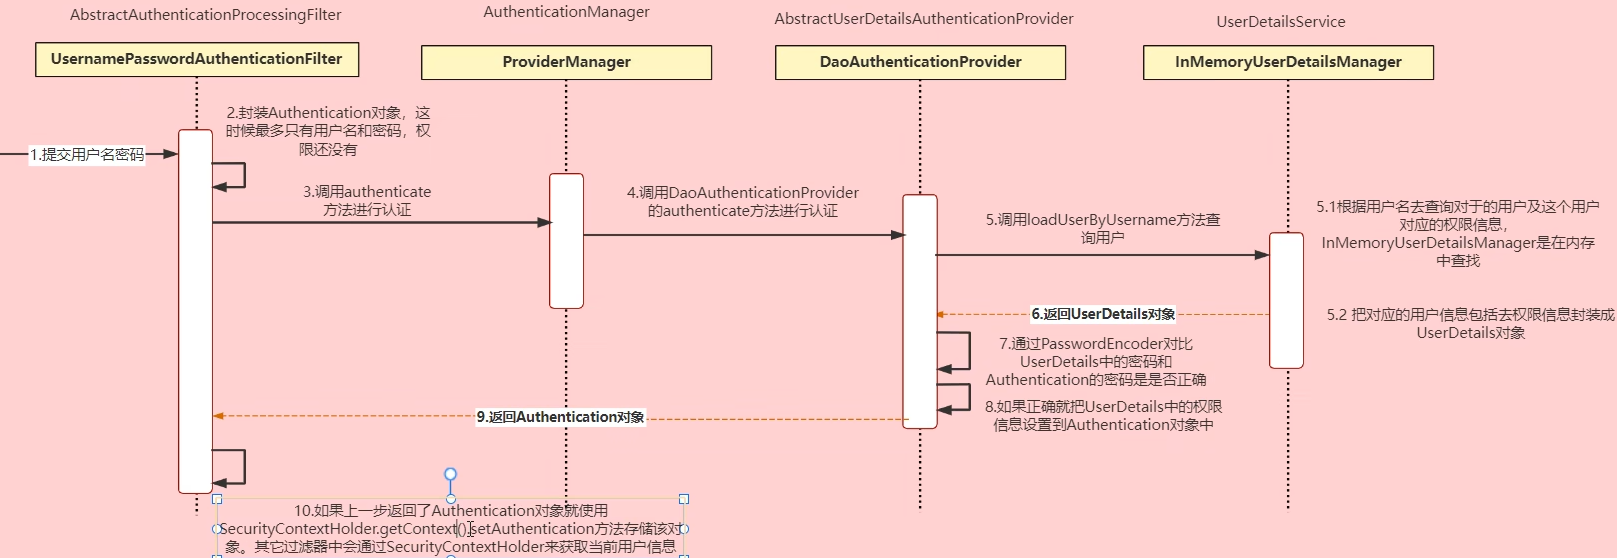 AbstractAuthenticationProcessingFilter
AuthenticationManager
AbstractUserDetailsAuthenticationProvider
UserDetailsService
UsernamePasswordAuthenticationFilter
ProviderManager
DaoAuthenticationProvider
InMemoryUserDetailsManager
1.提交用户名密码
2.封装Authentication对象，这
时候最多只有用户名和密码，权
限还没有
3.调用authenticate
方法进行认证
4.调用DaoAuthenticationProvider
的authenticate方法进行认证
5.调用loadUserByUsername方法查
询用户
5.1根据用户名去查询对于的用户及这个用户
对应的权限信息，
InMemoryUserDetailsManager是在内存
中查找
6.返回UserDetails对象
5.2 把对应的用户信息包括去权限信息封装成
UserDetails对象
7.通过PasswordEncoder对比
UserDetails中的密码和
Authentication的密码是是否正确
8.如果正确就把UserDetails中的权限
信息设置到Authentication对象中
9.返回Authentication对象
10.如果上一步返回了Authentication对象就使用
SecurityContextHolder.getContext().setAuthentication方法存储该对
象。其它过滤器中会通过SecurityContextHolder来获取当前用户信息